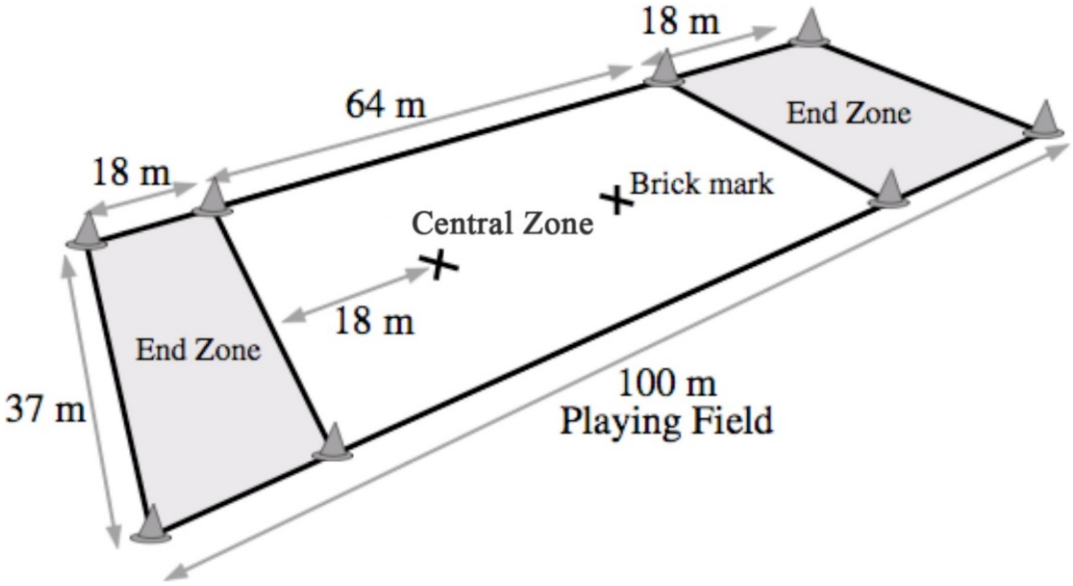 18 m
64 m
End Zone
18 m
Brick mark
Central Zone
18 m
End Zone
37 m
100 m
Playing Field